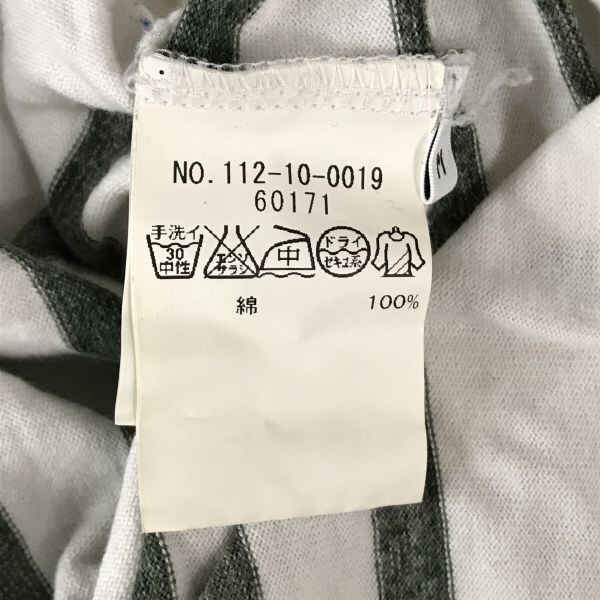 NO.112-10-0019
60171
手洗イ
30
中性
エンソ
サラシ
中
ドライ
セキユ系
綿 100%
M